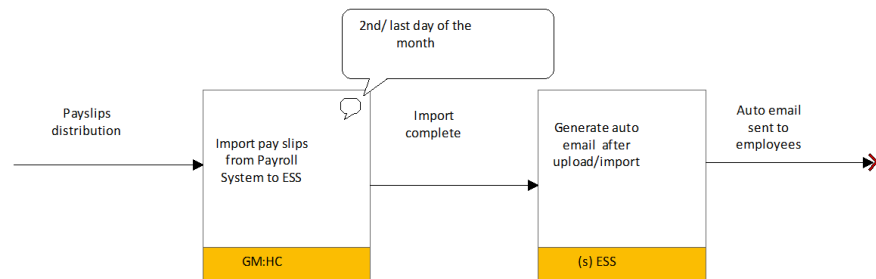 2nd/ last day of the
month
Payslips
distribution
Import pay slips
from Payroll
System to ESS
GM:HC
Import
complete
Generate auto
email  after
upload/import
(s) ESS
Auto email
sent to
employees